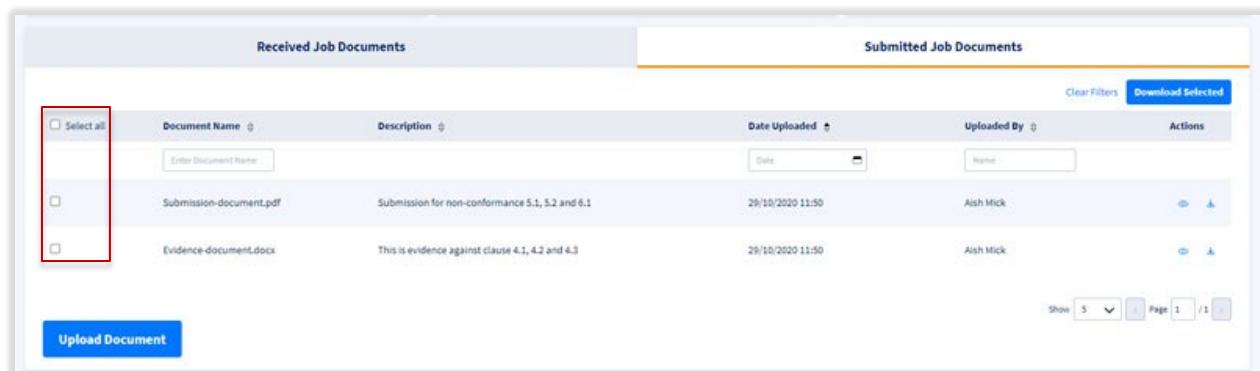 Received Job Documents Submitted Job Documents
Clear Filters Download Selected
Select all Document Name Description Date Uploaded Uploaded By Actions
Enter Document Name Date Name
Submission-document.pdf Submission for non-conformance 5.1, 5.2 and 6.1 29/10/2020 11:50 Aish Mick
Evidence-document.docx This is evidence against clause 4.1, 4.2 and 4.3 29/10/2020 11:50 Aish Mick
Show 5 Page 1 /1
Upload Document